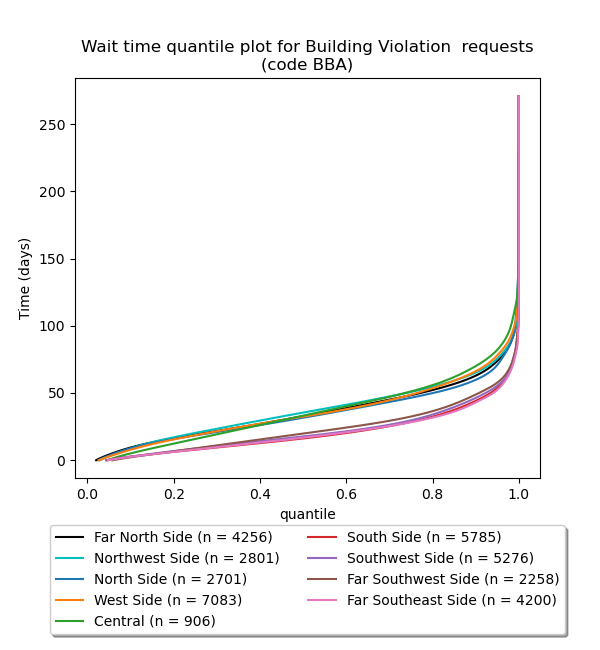 Wait time quantile plot for Building Violation  requests
(code BBA)
250
200
150
100
50
0
Time (days)
0.0 0.2 0.4 0.6 0.8 1.0
quantile
Far North Side (n = 4256)
Northwest Side (n = 2801)
North Side (n = 2701)
West Side (n = 7083)
Central (n = 906)
South Side (n = 5785)
Southwest Side (n = 5276)
Far Southwest Side (n = 2258)
Far Southeast Side (n = 4200)